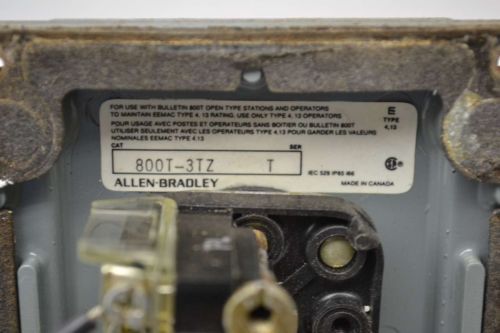 FOR USE WITH BULLETIN 800T OPEN TYPE STATIONS AND OPERATORS
TO MAINTAIN EEMAC TYPE 4, 13 RATING, USE ONLY TYPE 4, 13 OPERATORS
POUR USAGE AVEC POSTES ET OPERATEURS SANS BOITIER OU BULLETIN 800T
UTILISER SEULEMENT AVEC LES OPERATEURS TYPE 4,13 POUR GARDER LES VALEURS
NOMINALES EEMAC TYPE 4,13
E
TYPE
4,13
CAT SER
800T-3TZ T
ALLEN-BRADLEY
IEC 529 IP65 I66
MADE IN CANADA